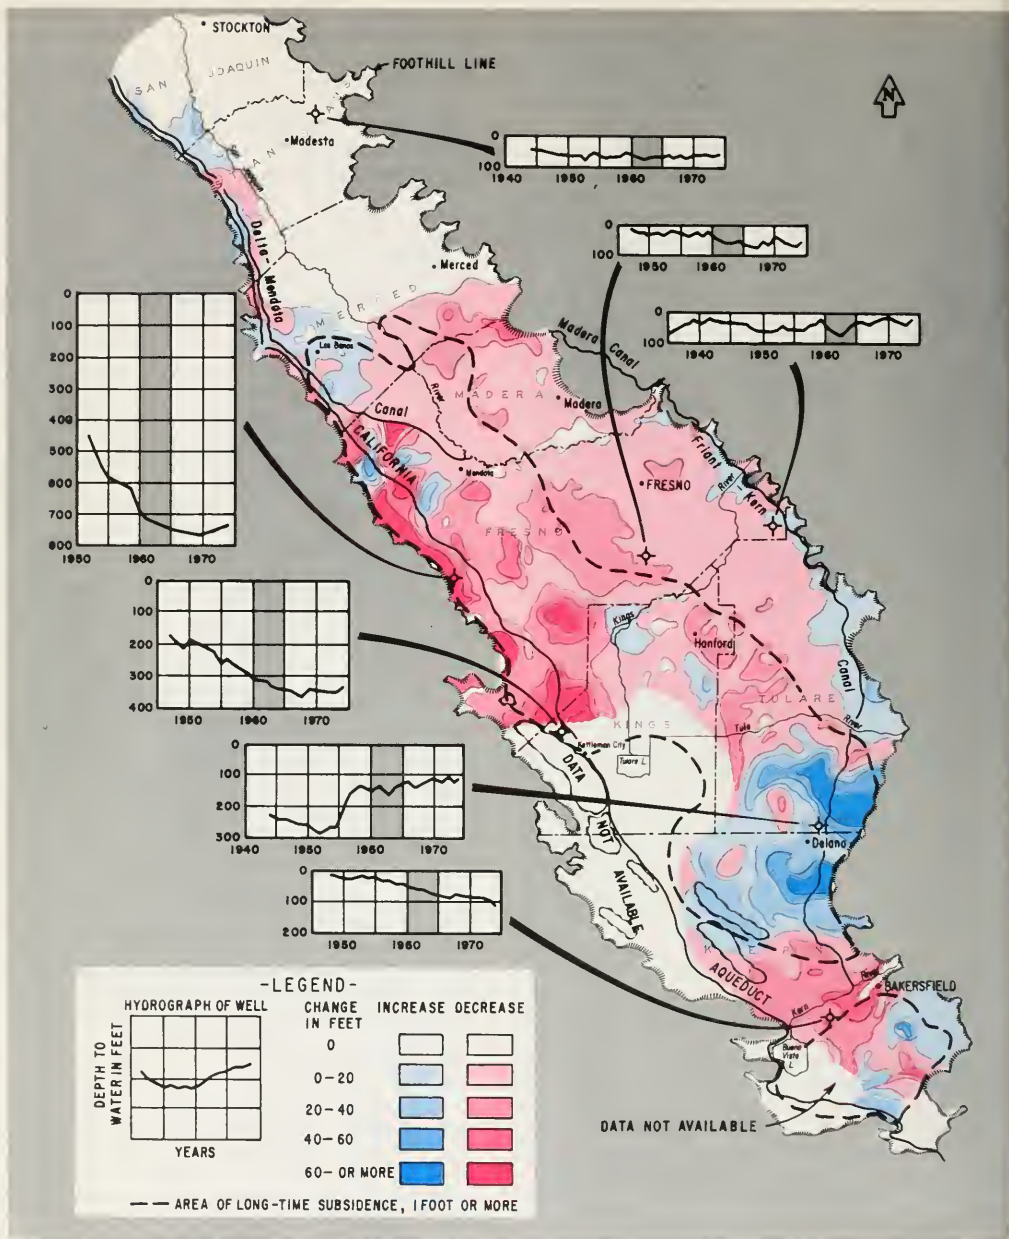 STOCKTON
SAN JOAQUIN
FOOTHILL LINE
N
Modesta
0
100
1940 1950 1960 1970
0
100
1950 1960 1970
Merced
MERCED
Delta-
Mendota
Canal
0
100
200
300
400
500
600
700
800
1950 1960 1970
0
100
1940 1950 1960 1970
Madera Canal
Los Banos
River
MADERA
Madera
CALIFORNIA
Mendota
Friant
River
Kern
FRESNO
FRESNO
0
100
200
300
400
1950 1960 1970
Kings
Hanford
Canal
TULARE
KINGS
Tule
River
Kettleman City
Tulare L.
DATA
NOT
AVAILABLE
0
100
200
300
1940 1950 1960 1970
Delano
0
100
200
1950 1960 1970
KERN
AQUEDUCT
River
BAKERSFIELD
Kern
Buena
Vista
L.
DATA NOT AVAILABLE
-LEGEND-
HYDROGRAPH OF WELL
DEPTH TO
WATER IN FEET
YEARS
CHANGE
IN FEET
INCREASE DECREASE
0
0-20
20-40
40-60
60- OR MORE
AREA OF LONG-TIME SUBSIDENCE, 1 FOOT OR MORE